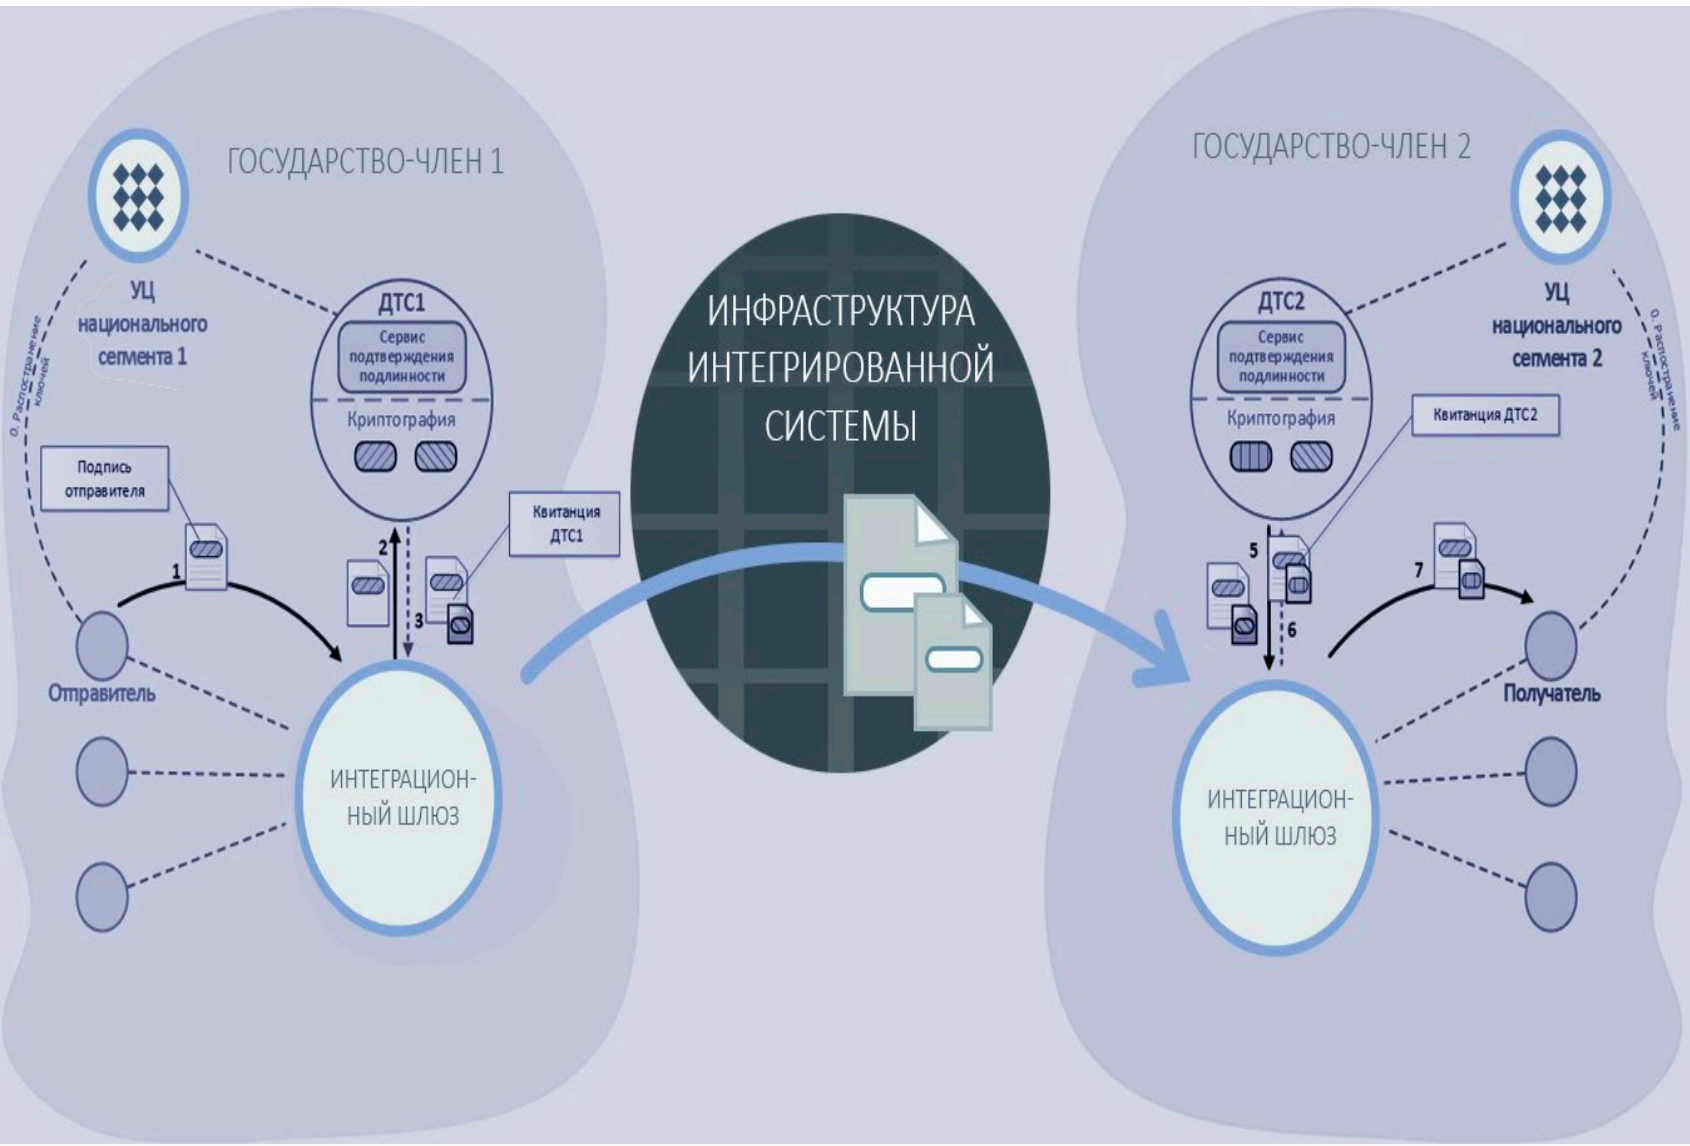 ГОСУДАРСТВО-ЧЛЕН 1
УЦ
национального
сегмента 1
0. Распостранение
ключей
ДТС1
Сервис
подтверждения
подлинности
Криптография
Подпись
отправителя
Квитанция
ДТС1
1
2
3
Отправитель
ИНТЕГРАЦИОН-
НЫЙ ШЛЮЗ
ИНФРАСТРУКТУРА
ИНТЕГРИРОВАННОЙ
СИСТЕМЫ
ГОСУДАРСТВО-ЧЛЕН 2
УЦ
национального
сегмента 2
0. Распостранение
ключей
ДТС2
Сервис
подтверждения
подлинности
Криптография
Квитанция ДТС2
5
6
7
Получатель
ИНТЕГРАЦИОН-
НЫЙ ШЛЮЗ